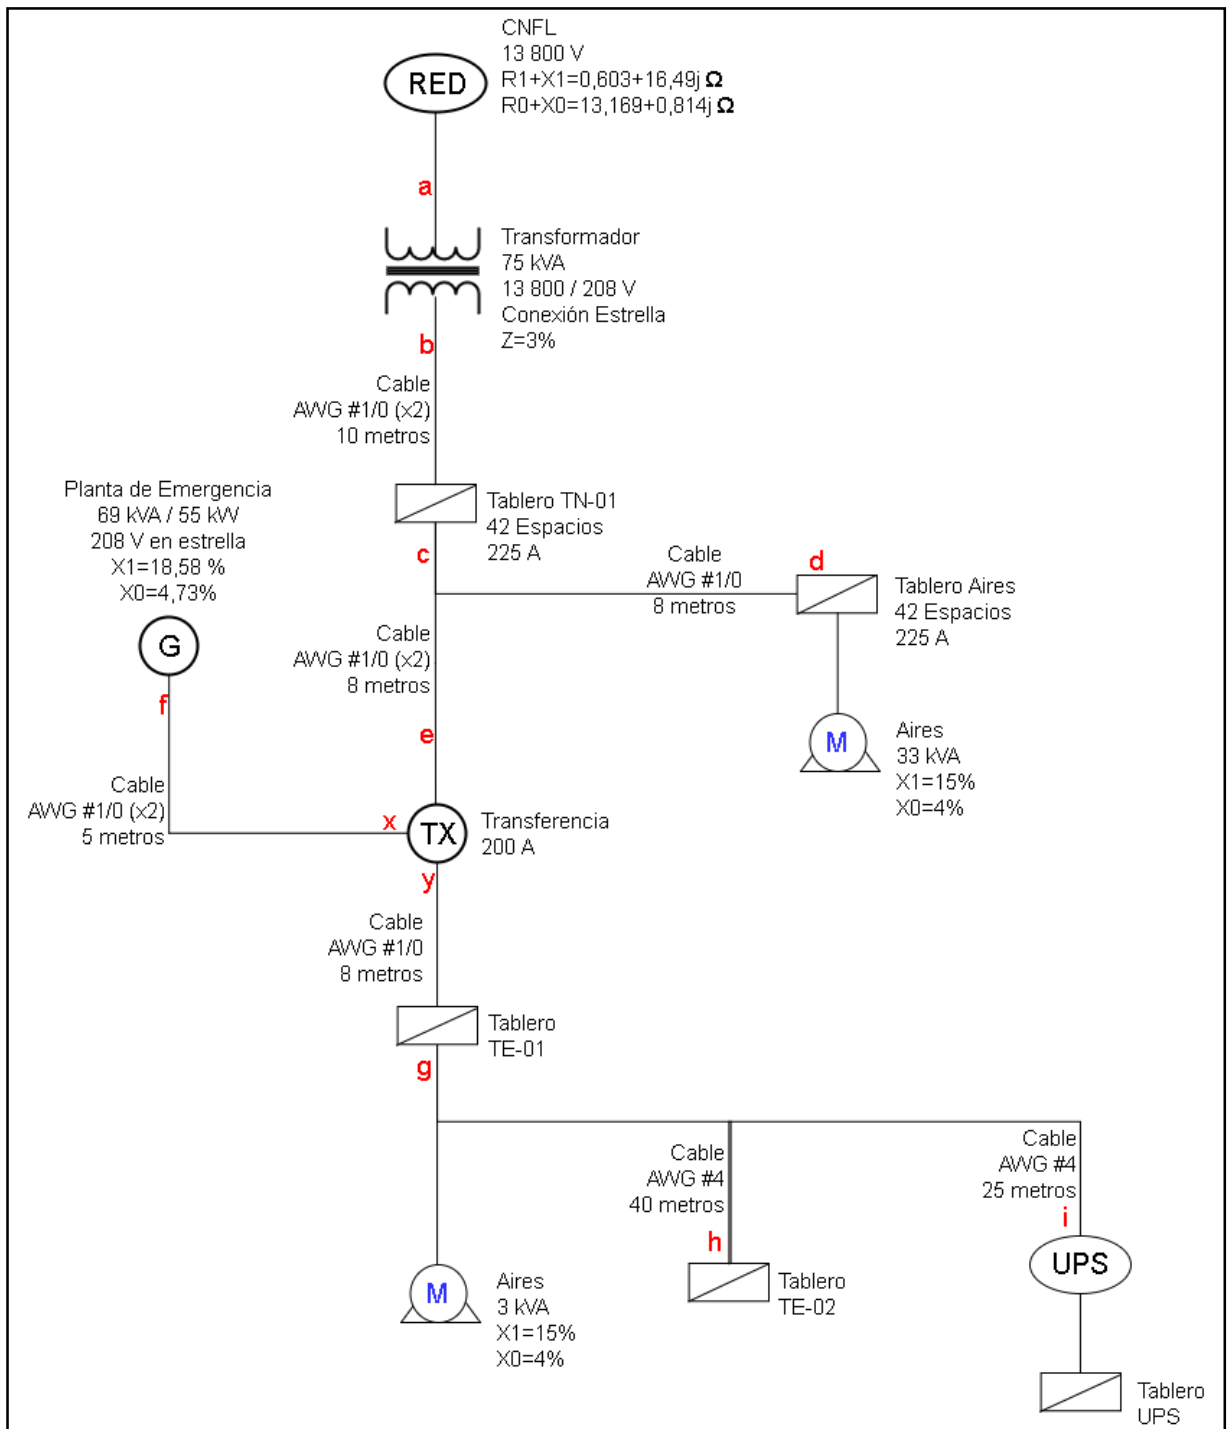 CNFL
13 800 V
R1+X1=0,603+16,49j Ω
R0+X0=13,169+0,814j Ω
RED
a
Transformador
75 kVA
13 800 / 208 V
Conexión Estrella
Z=3%
b
Cable
AWG #1/0 (x2)
10 metros
Planta de Emergencia
69 kVA / 55 kW
208 V en estrella
X1=18,58 %
X0=4,73%
G
f
Tablero TN-01
42 Espacios
225 A
c
Cable
AWG #1/0
8 metros
d
Tablero Aires
42 Espacios
225 A
Cable
AWG #1/0 (x2)
8 metros
e
M
Aires
33 kVA
X1=15%
X0=4%
Cable
AWG #1/0 (x2)
5 metros
x
TX
Transferencia
200 A
y
Cable
AWG #1/0
8 metros
Tablero
TE-01
g
Cable
AWG #4
40 metros
h
Cable
AWG #4
25 metros
i
UPS
M
Aires
3 kVA
X1=15%
X0=4%
Tablero
TE-02
Tablero
UPS